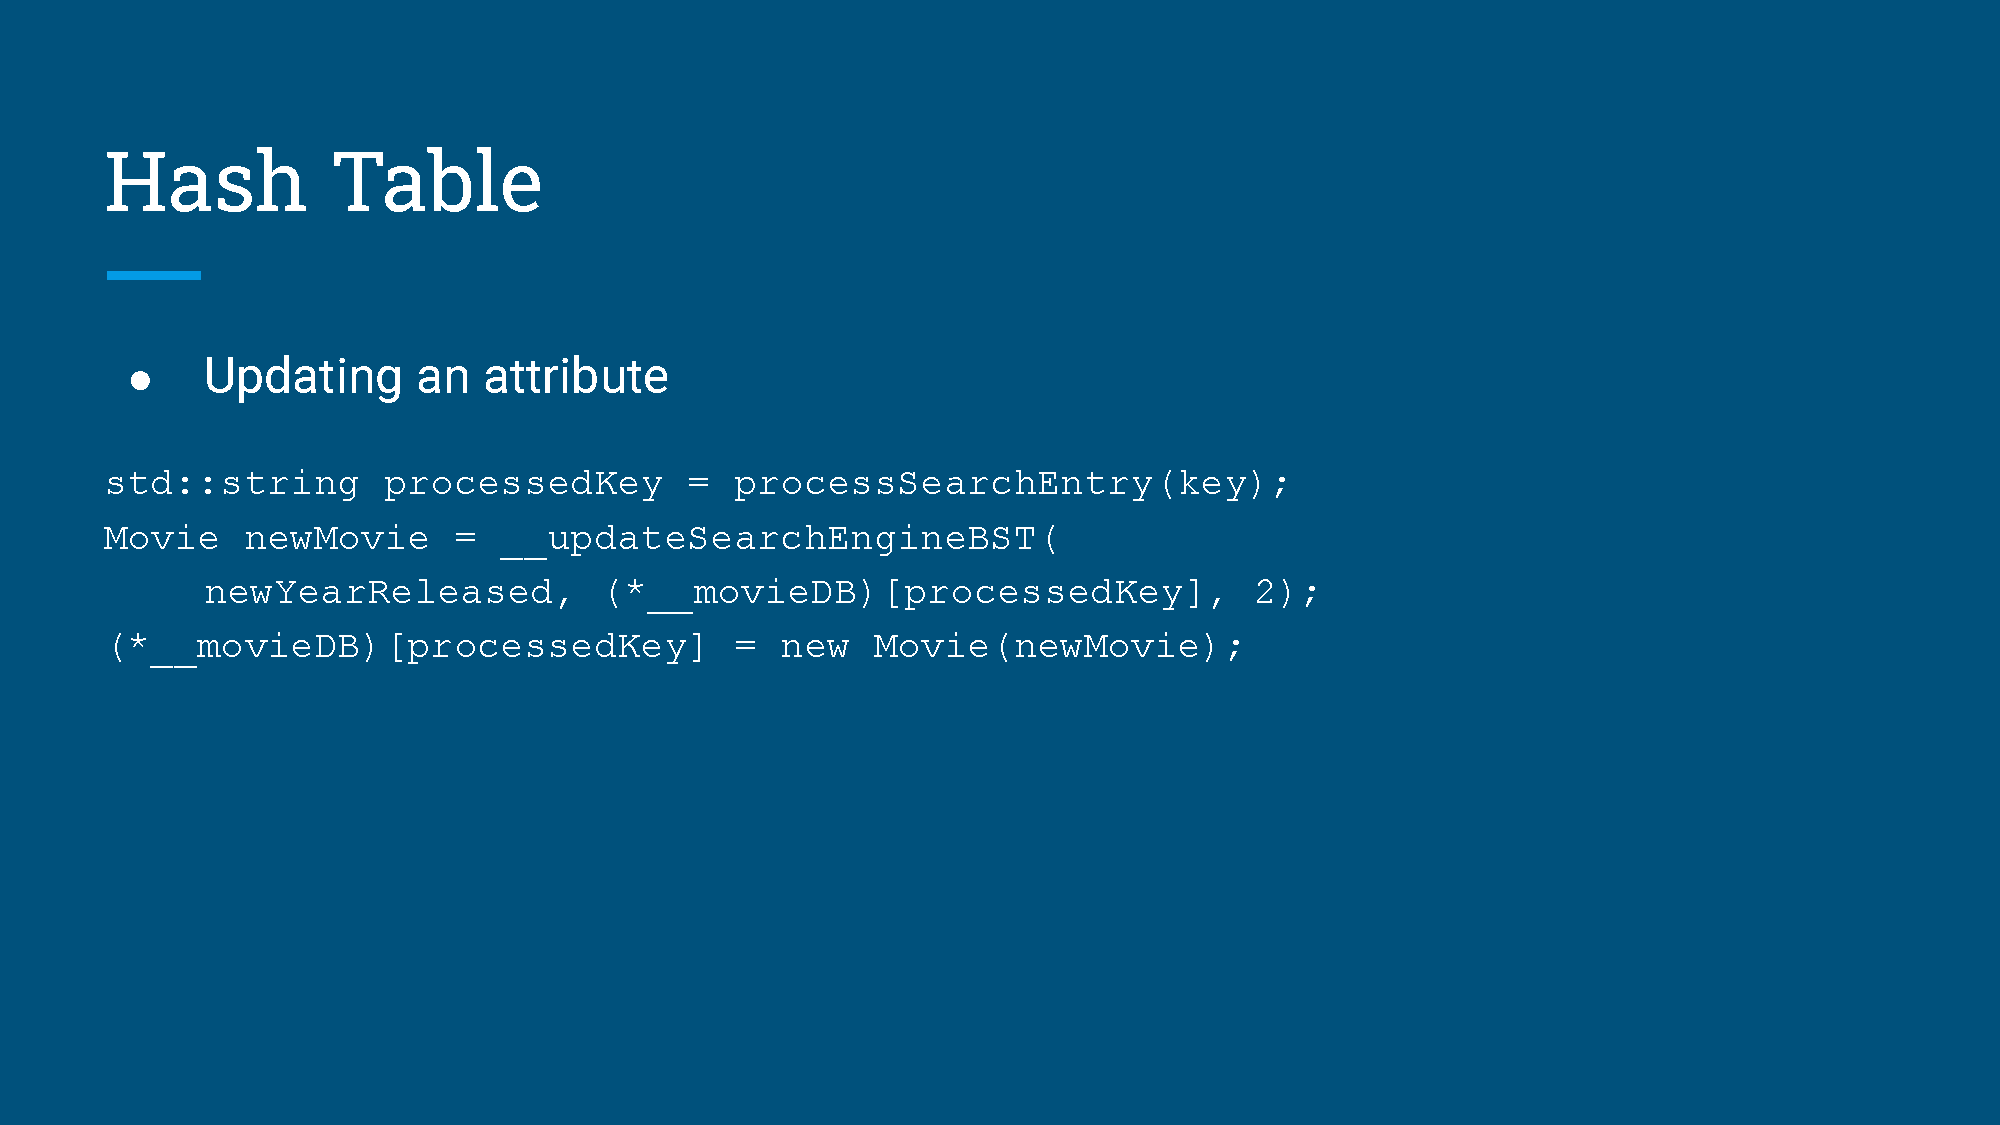 Hash Table
● Updating an attribute
std::string processedKey = processSearchEntry(key);
Movie newMovie = __updateSearchEngineBST(
    newYearReleased, (*__movieDB)[processedKey], 2);
(*__movieDB)[processedKey] = new Movie(newMovie);